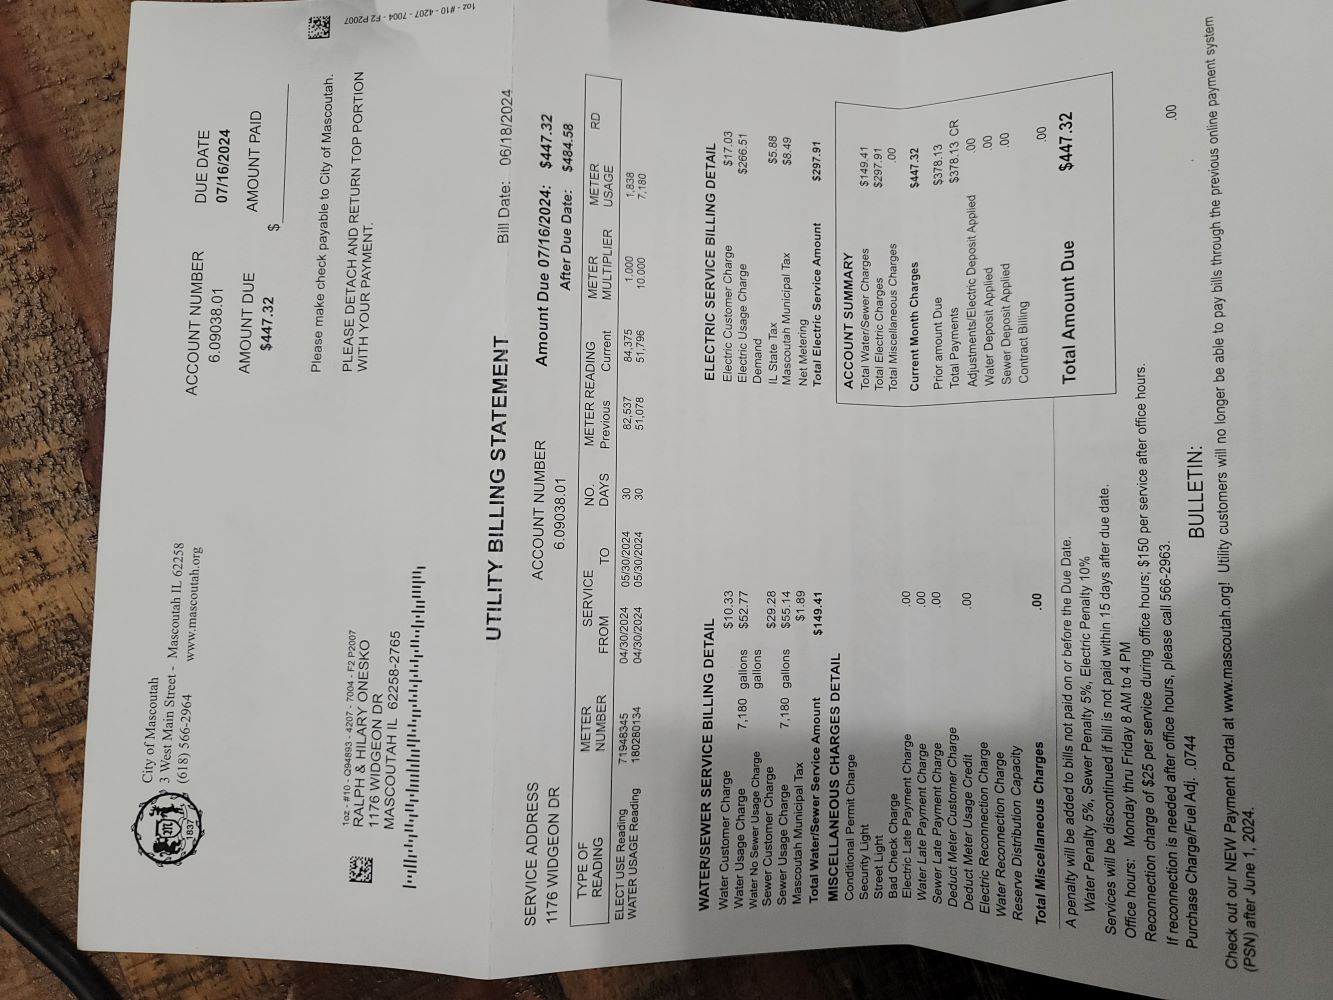 City of Mascoutah
3 West Main Street - Mascoutah IL 62258
(618) 566-2964 www.mascoutah.org
M
1837
ACCOUNT NUMBER DUE DATE
6.09038.01 07/16/2024
AMOUNT DUE AMOUNT PAID
$447.32 $
Please make check payable to City of Mascoutah.
PLEASE DETACH AND RETURN TOP PORTION
WITH YOUR PAYMENT.
1oz - #10 - Q94893 - 4207 - 7004 - F2 P2007
RALPH & HILARY ONESKO
1176 WIDGEON DR
MASCOUTAH IL 62258-2765
1oz - #10 - 4207 - 7004 - F2 P2007
UTILITY BILLING STATEMENT Bill Date: 06/18/2024
SERVICE ADDRESS ACCOUNT NUMBER Amount Due 07/16/2024: $447.32
1176 WIDGEON DR 6.09038.01 After Due Date: $484.58
TYPE OF METER SERVICE NO. METER READING METER METER RD
READING NUMBER FROM TO DAYS Previous Current MULTIPLIER USAGE
ELECT USE Reading 71948345 04/30/2024 05/30/2024 30 82,537 84,375 1.000 1,838
WATER USAGE Reading 180280134 04/30/2024 05/30/2024 30 51,078 51,796 10.000 7,180
WATER/SEWER SERVICE BILLING DETAIL
Water Customer Charge $10.33
Water Usage Charge 7,180 gallons $52.77
Water No Sewer Usage Charge gallons
Sewer Customer Charge $29.28
Sewer Usage Charge 7,180 gallons $55.14
Mascoutah Municipal Tax $1.89
Total Water/Sewer Service Amount $149.41
MISCELLANEOUS CHARGES DETAIL
Conditional Permit Charge
Security Light
Street Light
Bad Check Charge
Electric Late Payment Charge .00
Water Late Payment Charge .00
Sewer Late Payment Charge .00
Deduct Meter Customer Charge
Deduct Meter Usage Credit .00
Electric Reconnection Charge
Water Reconnection Charge
Reserve Distribution Capacity
Total Miscellaneous Charges .00
ELECTRIC SERVICE BILLING DETAIL
Electric Customer Charge $17.03
Electric Usage Charge $266.51
Demand
IL State Tax $5.88
Mascoutah Municipal Tax $8.49
Net Metering
Total Electric Service Amount $297.91
ACCOUNT SUMMARY
Total Water/Sewer Charges $149.41
Total Electric Charges $297.91
Total Miscellaneous Charges .00
Current Month Charges $447.32
Prior amount Due $378.13
Total Payments $378.13 CR
Adjustments/Electric Deposit Applied .00
Water Deposit Applied .00
Sewer Deposit Applied .00
Contract Billing
.00
Total Amount Due $447.32
A penalty will be added to bills not paid on or before the Due Date.
Water Penalty 5%, Sewer Penalty 5%, Electric Penalty 10%
Services will be discontinued if bill is not paid within 15 days after due date.
Office hours: Monday thru Friday 8 AM to 4 PM
Reconnection charge of $25 per service during office hours; $150 per service after office hours.
If reconnection is needed after office hours, please call 566-2963.
.00
Purchase Charge/Fuel Adj. .0744
BULLETIN:
Check out our NEW Payment Portal at www.mascoutah.org! Utility customers will no longer be able to pay bills through the previous online payment system
(PSN) after June 1, 2024.